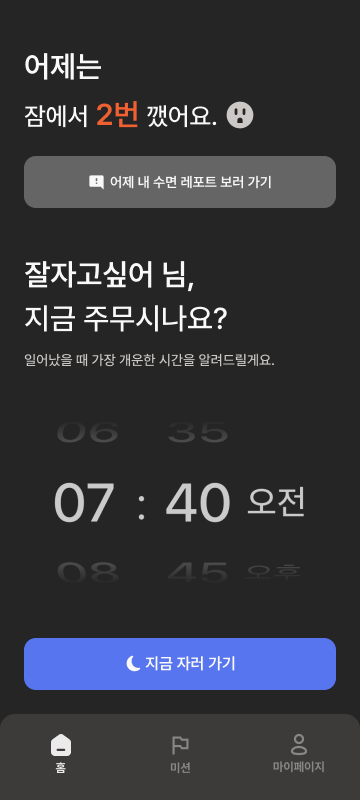 어제는
잠에서 2번 깼어요.
어제 내 수면 레포트 보러 가기
잘자고싶어 님,
지금 주무시나요?
일어났을 때 가장 개운한 시간을 알려드릴게요.
06 35
07 : 40 오전
08 45 오후
지금 자러 가기
홈 미션 마이페이지